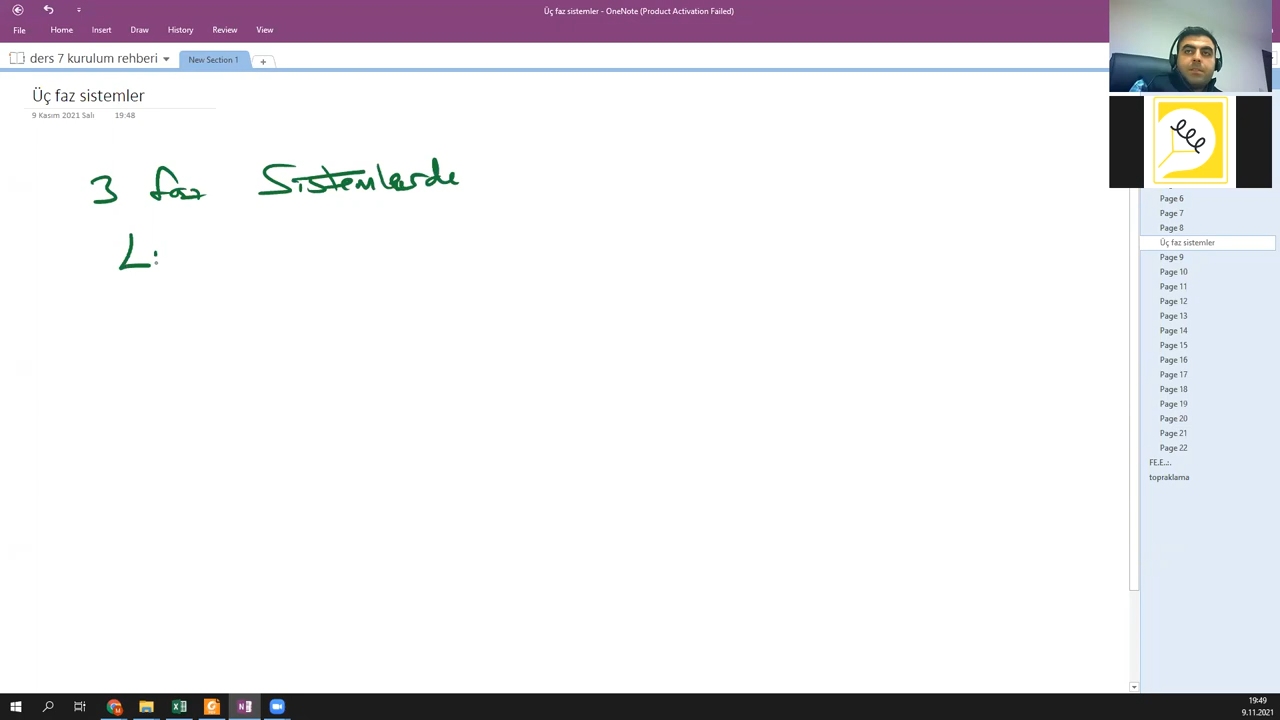 Üç faz sistemler - OneNote (Product Activation Failed)
File Home Insert Draw History Review View
ders 7 kurulum rehberi
New Section 1
Üç faz sistemler
9 Kasım 2021 Salı 19:48
3 faz Sistemlerde
L:
Page 6
Page 7
Page 8
Üç faz sistemler
Page 9
Page 10
Page 11
Page 12
Page 13
Page 14
Page 15
Page 16
Page 17
Page 18
Page 19
Page 20
Page 21
Page 22
FE.E..:.
topraklama
19:49
9.11.2021